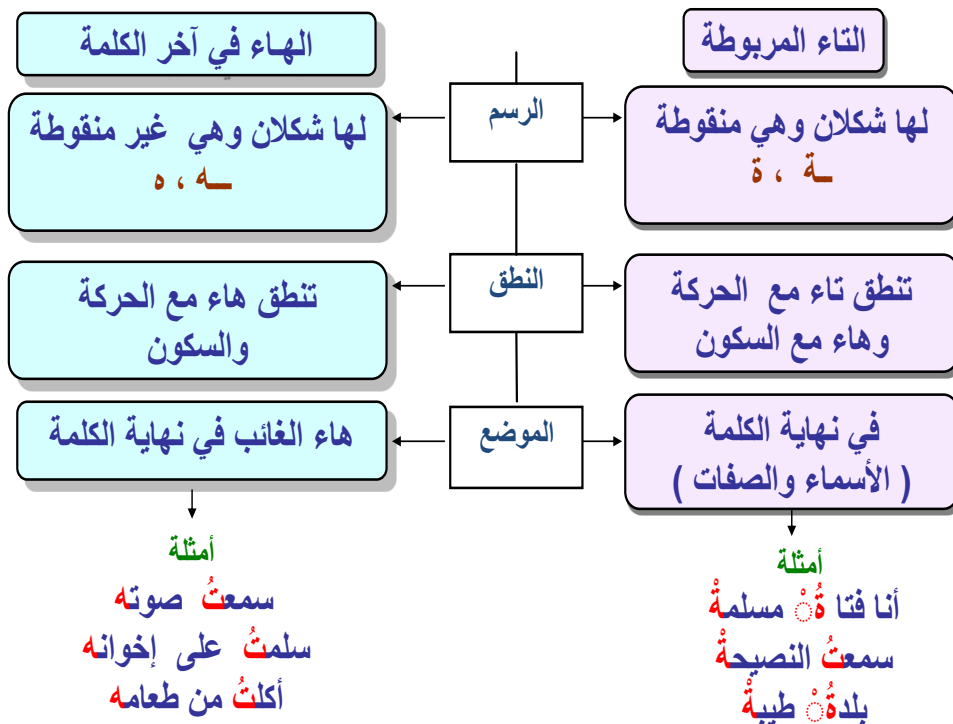 التاء المربوطة
الهاء في آخر الكلمة
الرسم
لها شكلان وهي منقوطة
ـة ، ة
لها شكلان وهي غير منقوطة
ـه ، ه
النطق
تنطق تاء مع الحركة
وهاء مع السكون
تنطق هاء مع الحركة
والسكون
الموضع
في نهاية الكلمة
( الأسماء والصفات )
هاء الغائب في نهاية الكلمة
أمثلة
أنا فتا ةُ ْ مسلمةْ
سمعتُ النصيحةْ
بلدةُ ْ طيبةْ
أمثلة
سمعتُ صوته
سلمتُ على إخوانه
أكلتُ من طعامه